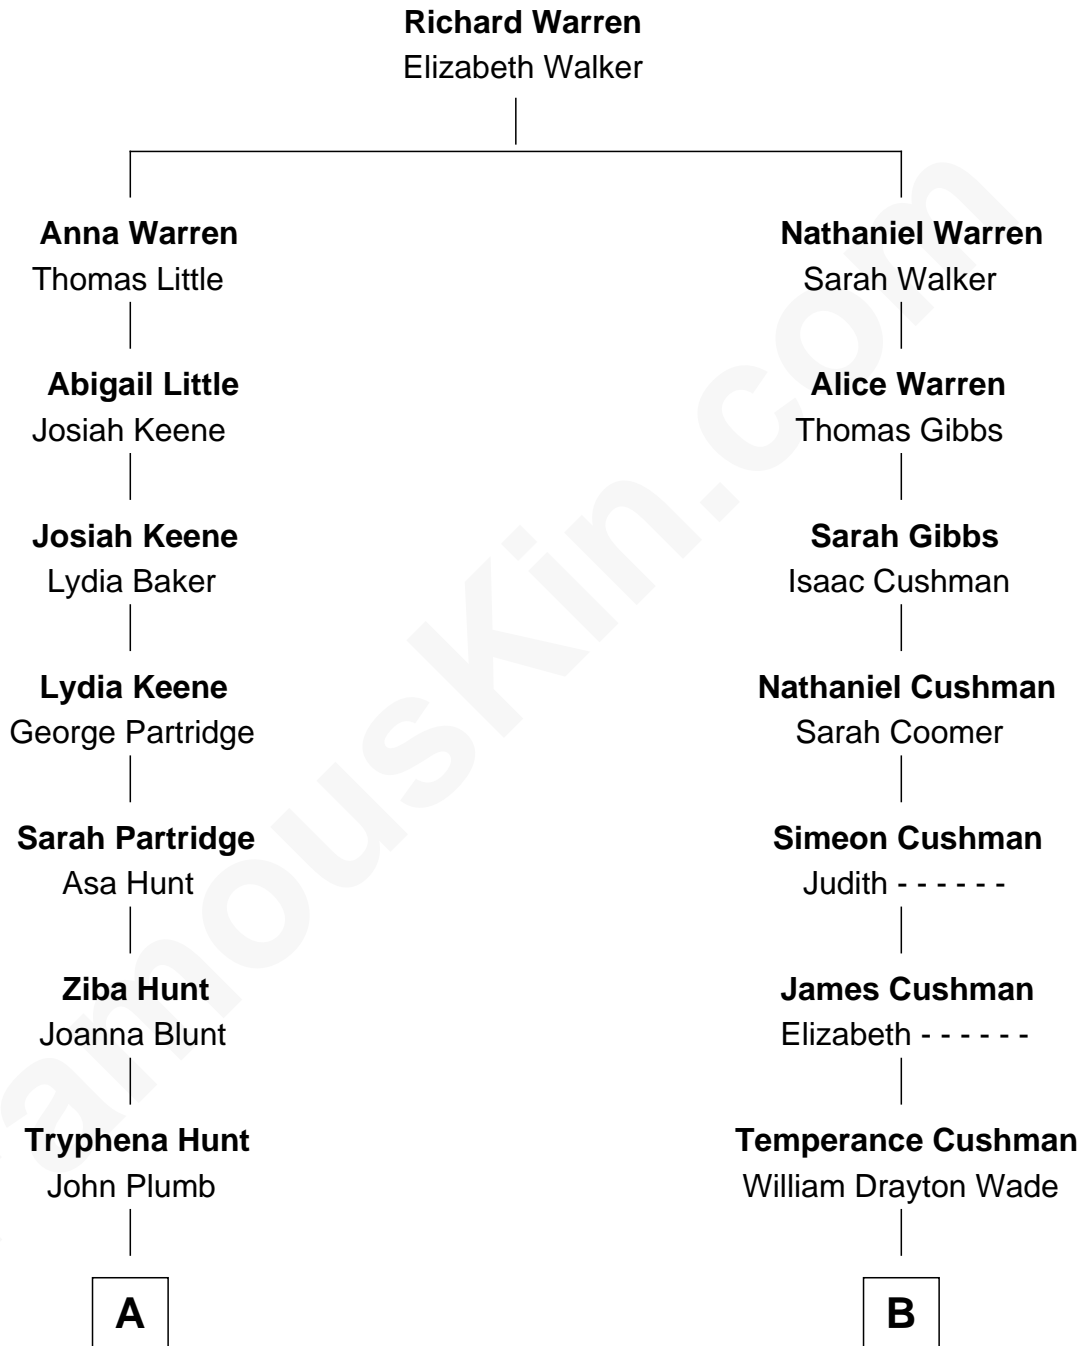 Richard Warren
Elizabeth Walker
Anna Warren
Thomas Little
Abigail Little
Josiah Keene
Josiah Keene
Lydia Baker
Lydia Keene
George Partridge
Sarah Partridge
Asa Hunt
Ziba Hunt
Joanna Blunt
Tryphena Hunt
John Plumb
A
Nathaniel Warren
Sarah Walker
Alice Warren
Thomas Gibbs
Sarah Gibbs
Isaac Cushman
Nathaniel Cushman
Sarah Coomer
Simeon Cushman
Judith - - - - - -
James Cushman
Elizabeth - - - - - -
Temperance Cushman
William Drayton Wade
B
amousKin.com